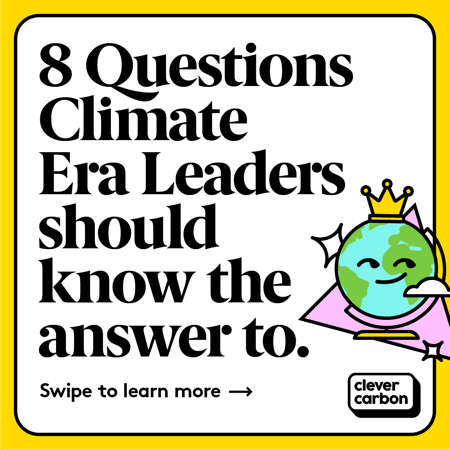 8 Questions
Climate
Era Leaders
should
know the
answer to.
Swipe to learn more →
clever
carbon